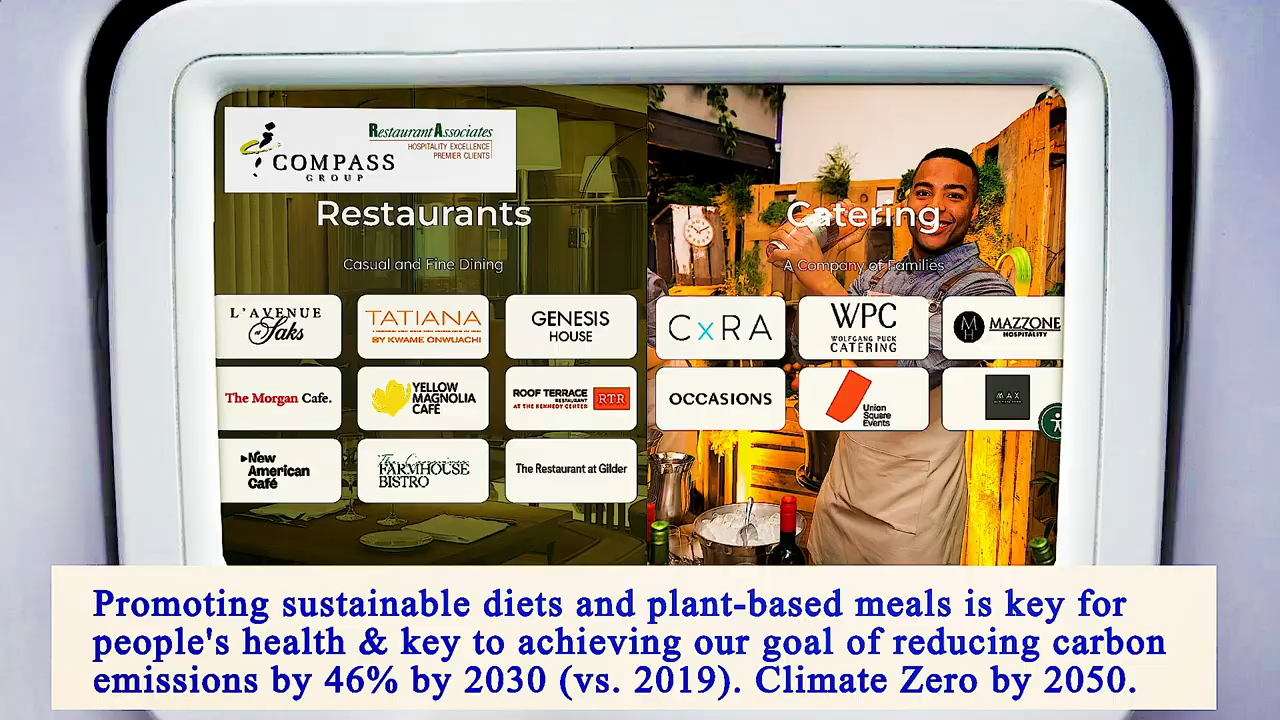 COMPASS
GROUP
Restaurant Associates
HOSPITALITY EXCELLENCE
PREMIER CLIENTS
Restaurants
Casual and Fine Dining
L'AVENUE
at Saks
TATIANA
BY KWAME ONWUACHI
GENESIS
HOUSE
The Morgan Cafe.
YELLOW
MAGNOLIA
CAFÉ
ROOF TERRACE
RESTAURANT
AT THE KENNEDY CENTER
RTR
New
American
Café
FARMHOUSE
BISTRO
The Restaurant at Gilder
Catering
A Company of Families
CxRA
WPC
WOLFGANG PUCK
CATERING
MH
MAZZONE
HOSPITALITY
OCCASIONS
Union
Square
Events
MAX
Promoting sustainable diets and plant-based meals is key for
people's health & key to achieving our goal of reducing carbon
emissions by 46% by 2030 (vs. 2019). Climate Zero by 2050.